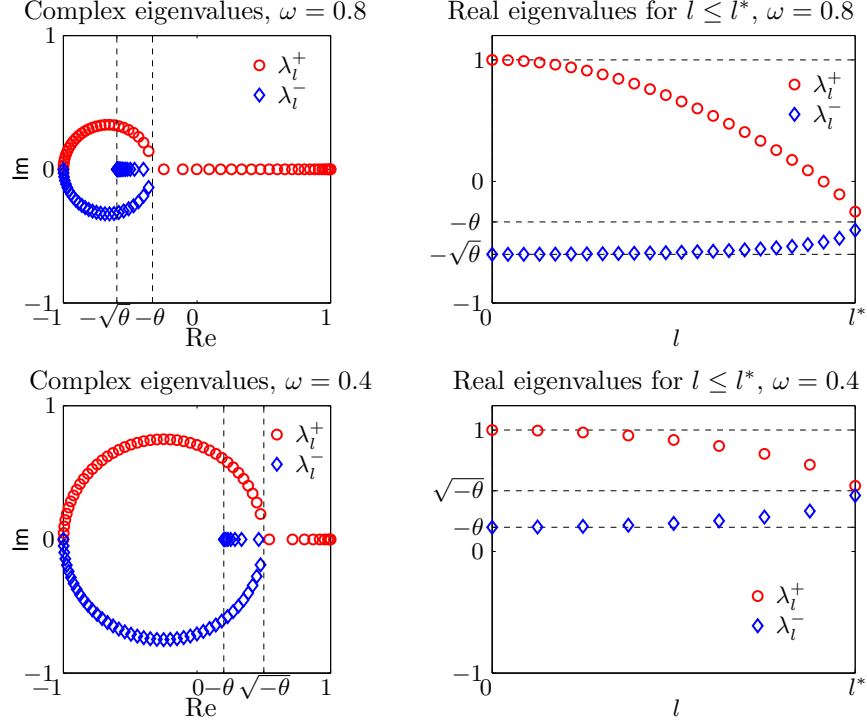 Complex eigenvalues, ω = 0.8
1
Im
0
−1
−1
−√θ
−θ
0
1
Re
λ_l^+
λ_l^−
Real eigenvalues for l ≤ l*, ω = 0.8
1
0
−θ
−√θ
−1
0
l*
l
λ_l^+
λ_l^−
Complex eigenvalues, ω = 0.4
1
Im
0
−1
−1
0
−θ
√−θ
1
Re
λ_l^+
λ_l^−
Real eigenvalues for l ≤ l*, ω = 0.4
1
√−θ
−θ
0
−1
0
l*
l
λ_l^+
λ_l^−